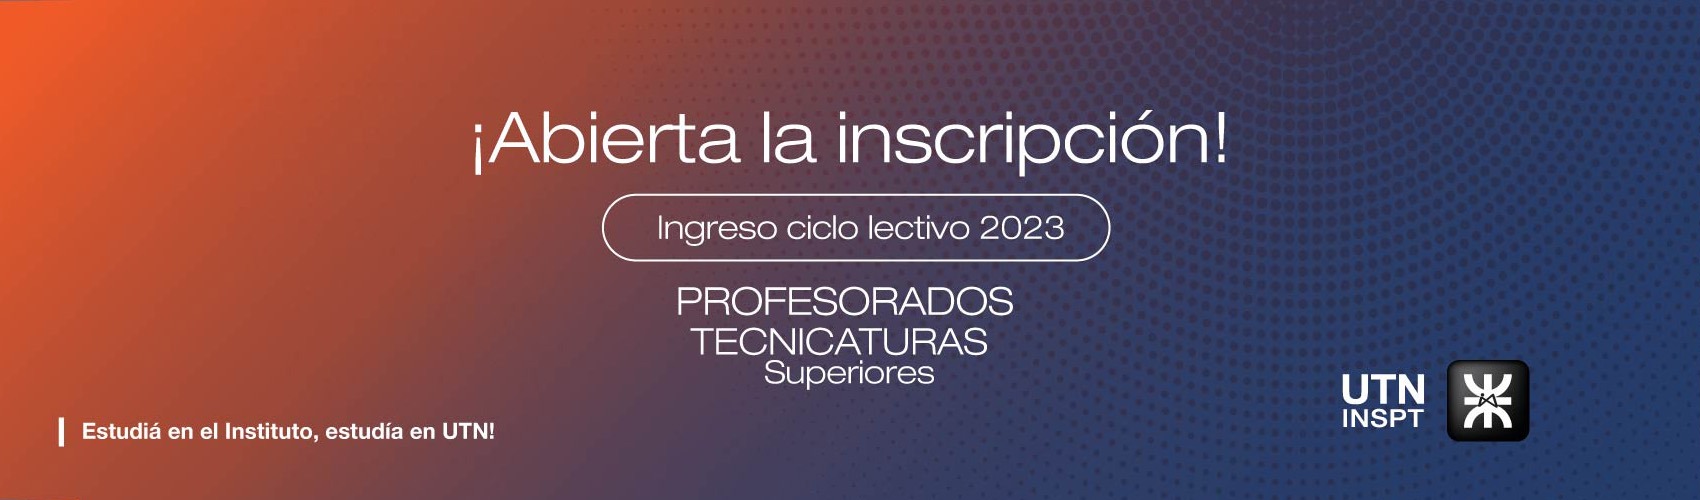 ¡Abierta la inscripción!
Ingreso ciclo lectivo 2023
PROFESORADOS
TECNICATURAS
Superiores
Estudiá en el Instituto, estudía en UTN!
UTN
INSPT